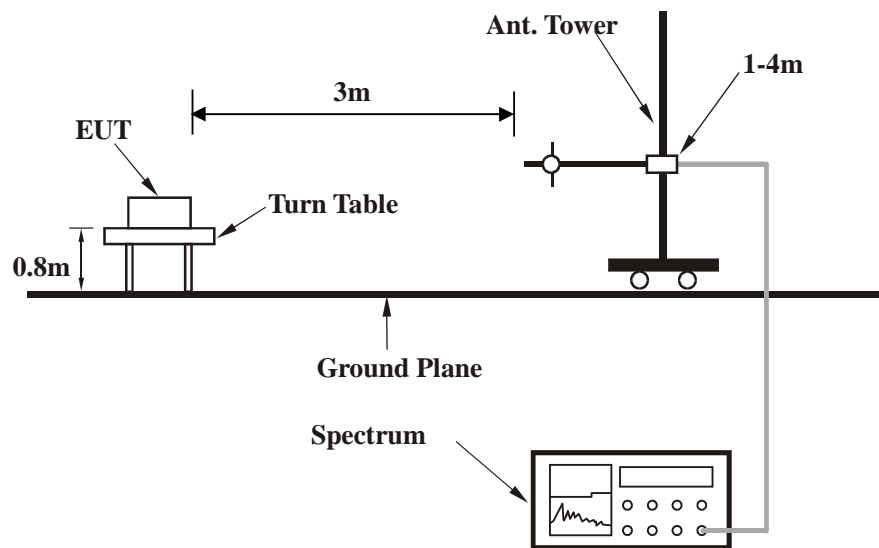 Ant. Tower
1-4m
3m
EUT
Turn Table
0.8m
Ground Plane
Spectrum